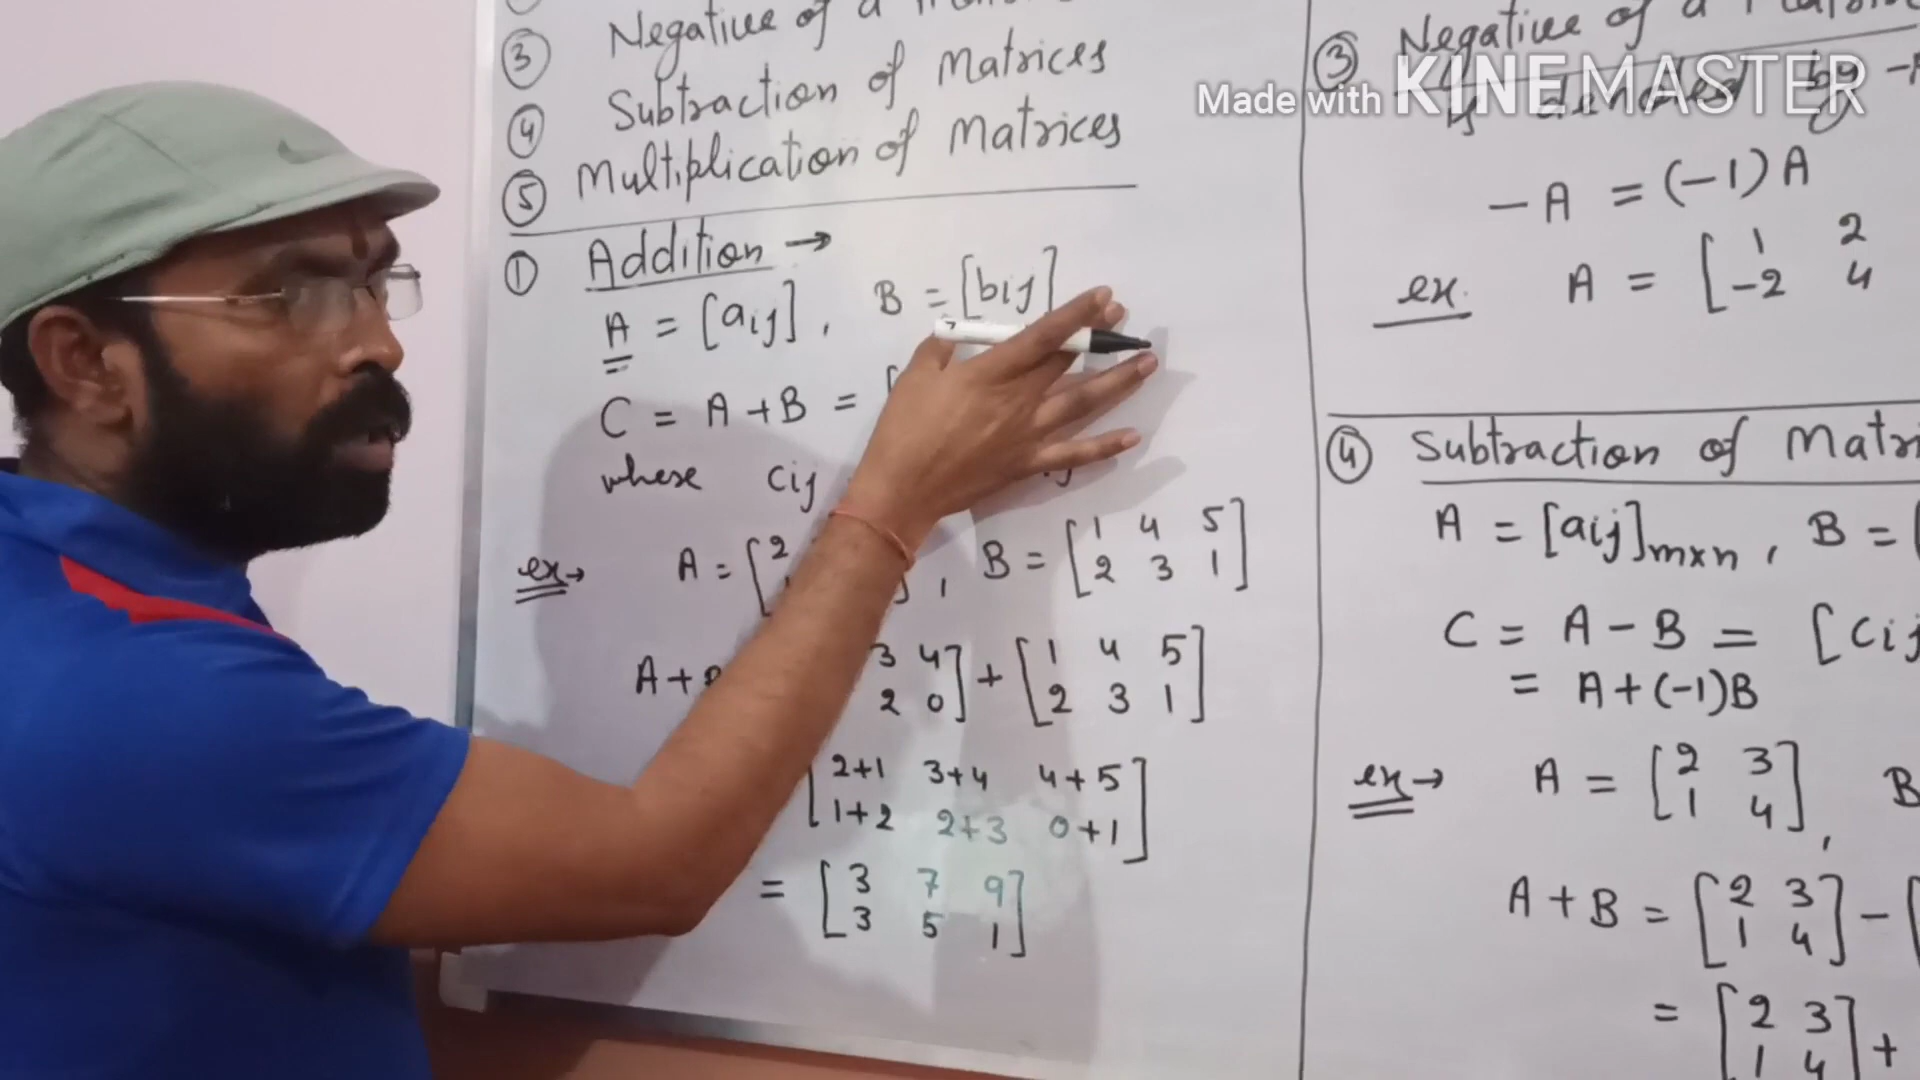 ③ Negative of a
④ Subtraction of Matrices
⑤ Multiplication of Matrices
① Addition →
A = [aij], B = [bij]
C = A + B = [
where cij
ex→ A = [2 , B = [1 4 5
2 3 1]
A +
3 4
2 0] + [1 4 5
2 3 1]
[2+1 3+4 4+5
1+2 2+3 0+1]
= [3 7 9
3 5 1]
③ Negative of a
is denoted by -A
-A = (-1) A
ex. A = [1 2
-2 4
④ Subtraction of Matri
A = [aij]m×n, B = [
C = A - B = [cij
= A + (-1)B
ex→ A = [2 3
1 4], B
A + B = [2 3
1 4] - [
= [2 3
1 4] +
Made with KINEMASTER